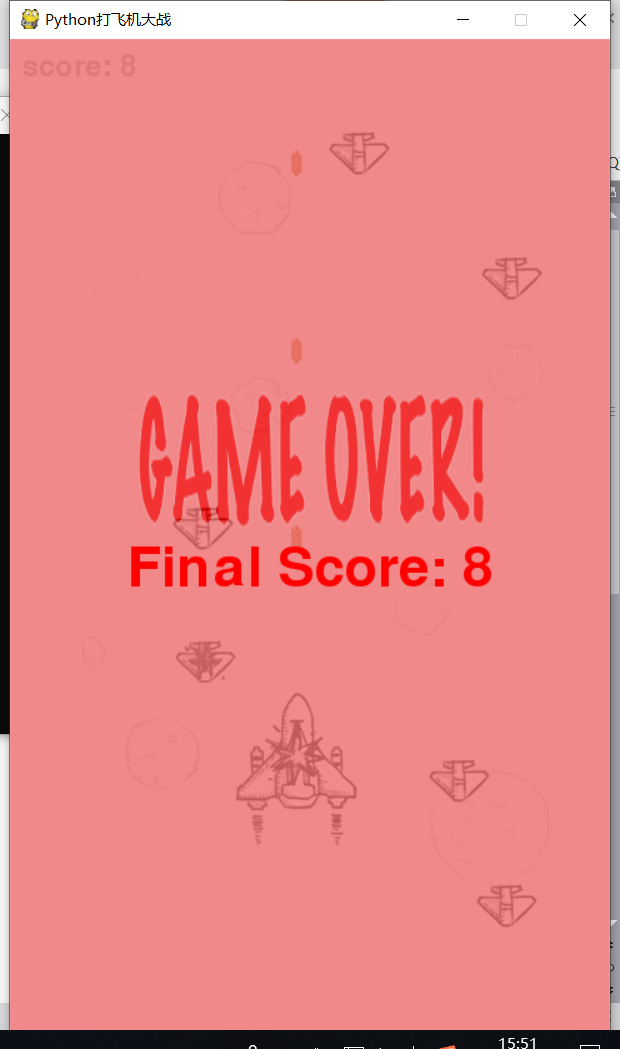 Python打飞机大战
score: 8
GAME OVER!
Final Score: 8
15:51